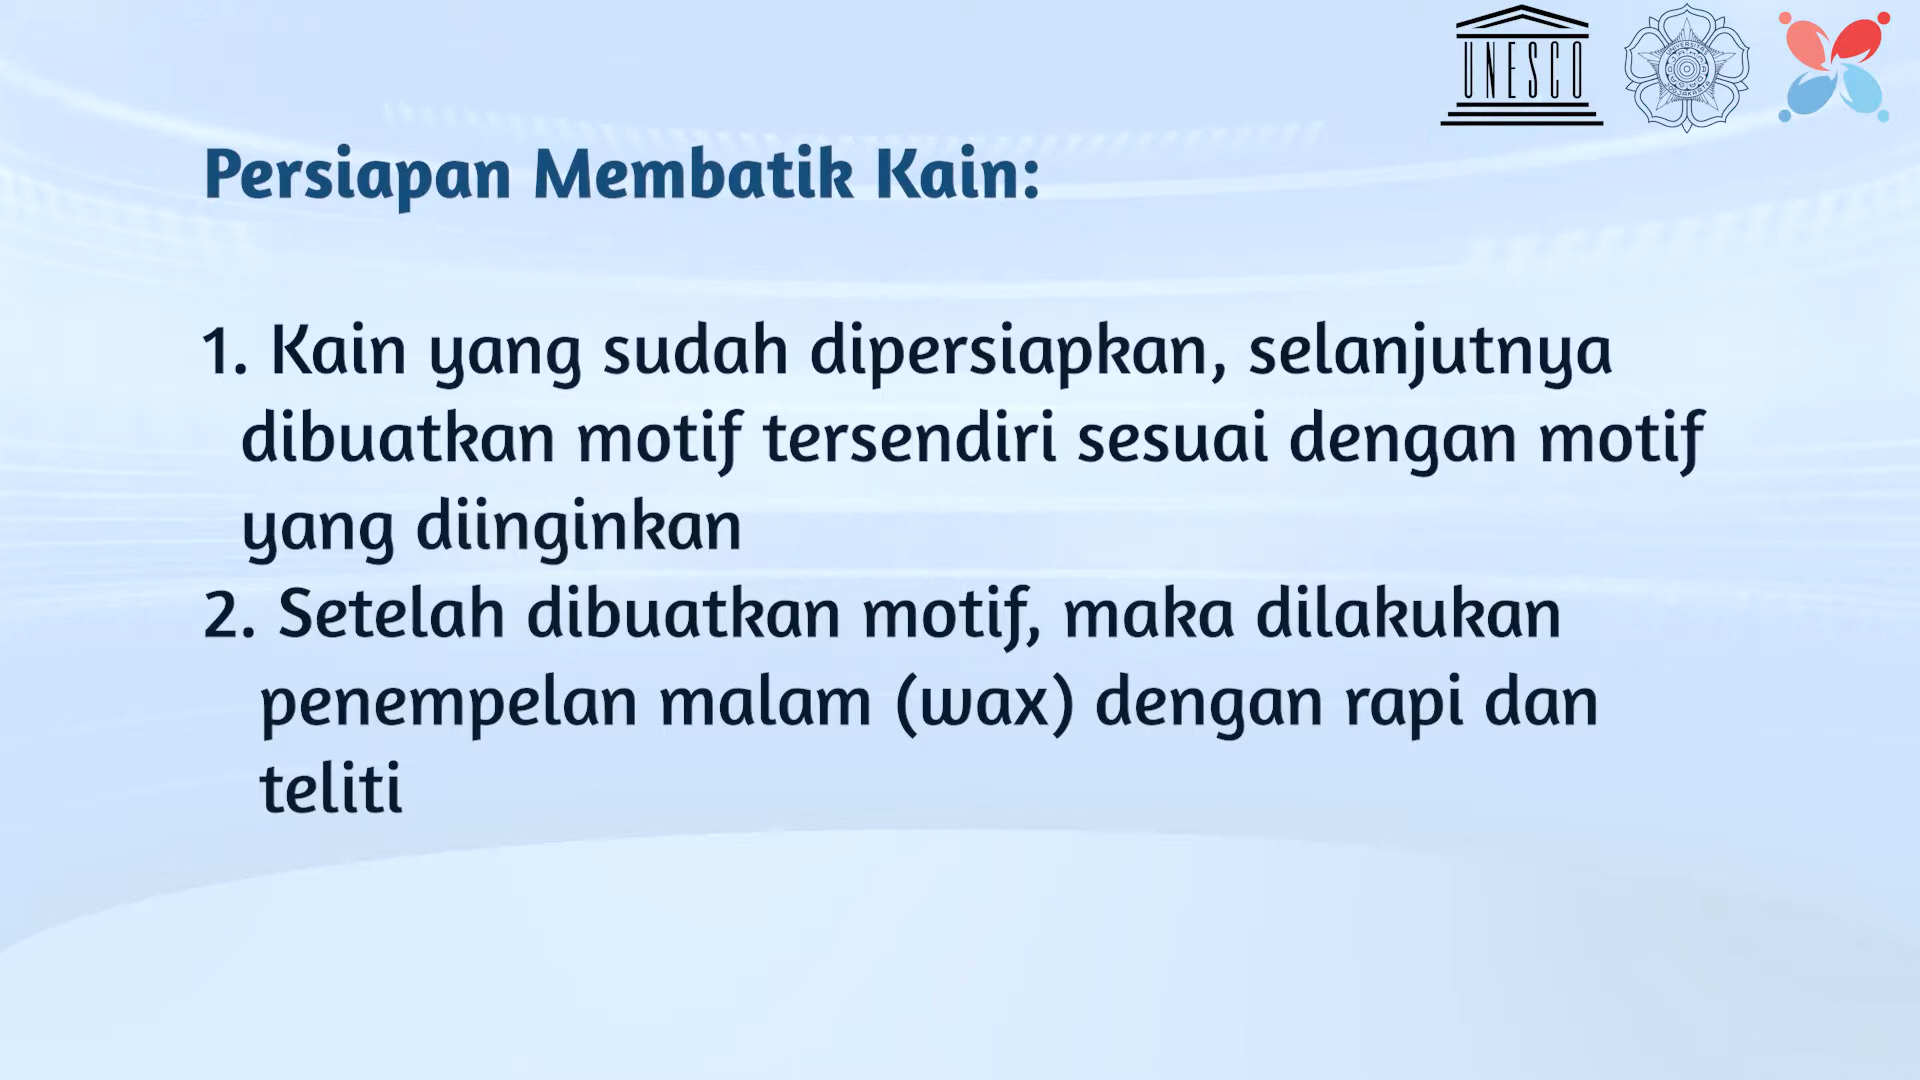 UNESCO
Persiapan Membatik Kain:
1. Kain yang sudah dipersiapkan, selanjutnya
dibuatkan motif tersendiri sesuai dengan motif
yang diinginkan
2. Setelah dibuatkan motif, maka dilakukan
penempelan malam (wax) dengan rapi dan
teliti